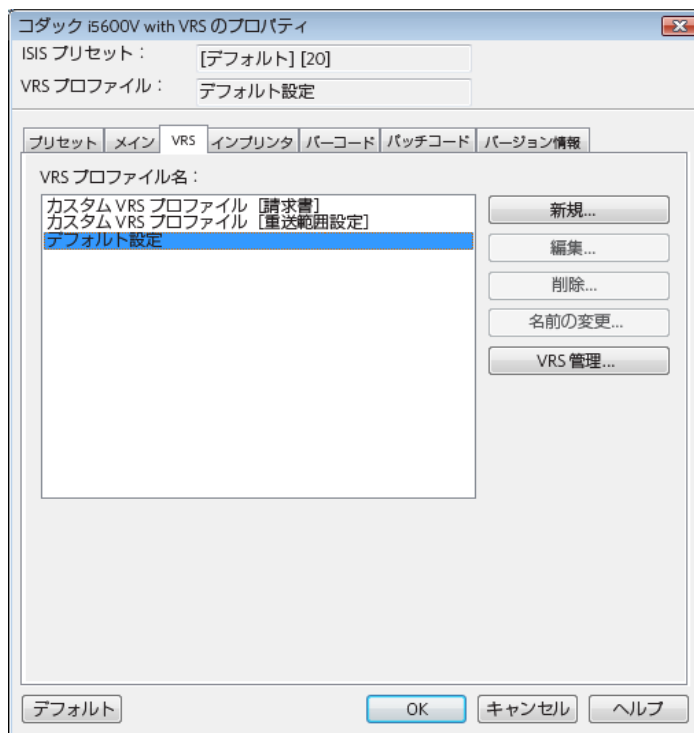 コダック i5600V with VRS のプロパティ
ISIS プリセット： [デフォルト] [20]
VRS プロファイル： デフォルト設定
プリセット メイン VRS インプリンタ バーコード パッチコード バージョン情報
VRS プロファイル名：
カスタム VRS プロファイル [請求書]
カスタム VRS プロファイル [重送範囲設定]
デフォルト設定
新規...
編集...
削除...
名前の変更...
VRS 管理...
デフォルト OK キャンセル ヘルプ